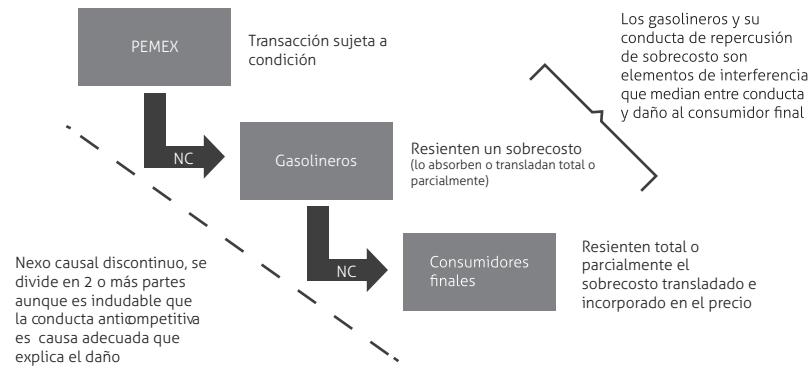 PEMEX
Transacción sujeta a
condición
Los gasolineros y su
conducta de repercusión
de sobrecosto son
elementos de interferencia
que median entre conducta
y daño al consumidor final
NC
Gasolineros
Resienten un sobrecosto
(lo absorben o transladan total o
parcialmente)
NC
Consumidores
finales
Resienten total o
parcialmente el
sobrecosto transladado e
incorporado en el precio
Nexo causal discontinuo, se
divide en 2 o más partes
aunque es indudable que
la conducta anticompetitiva
es causa adecuada que
explica el daño